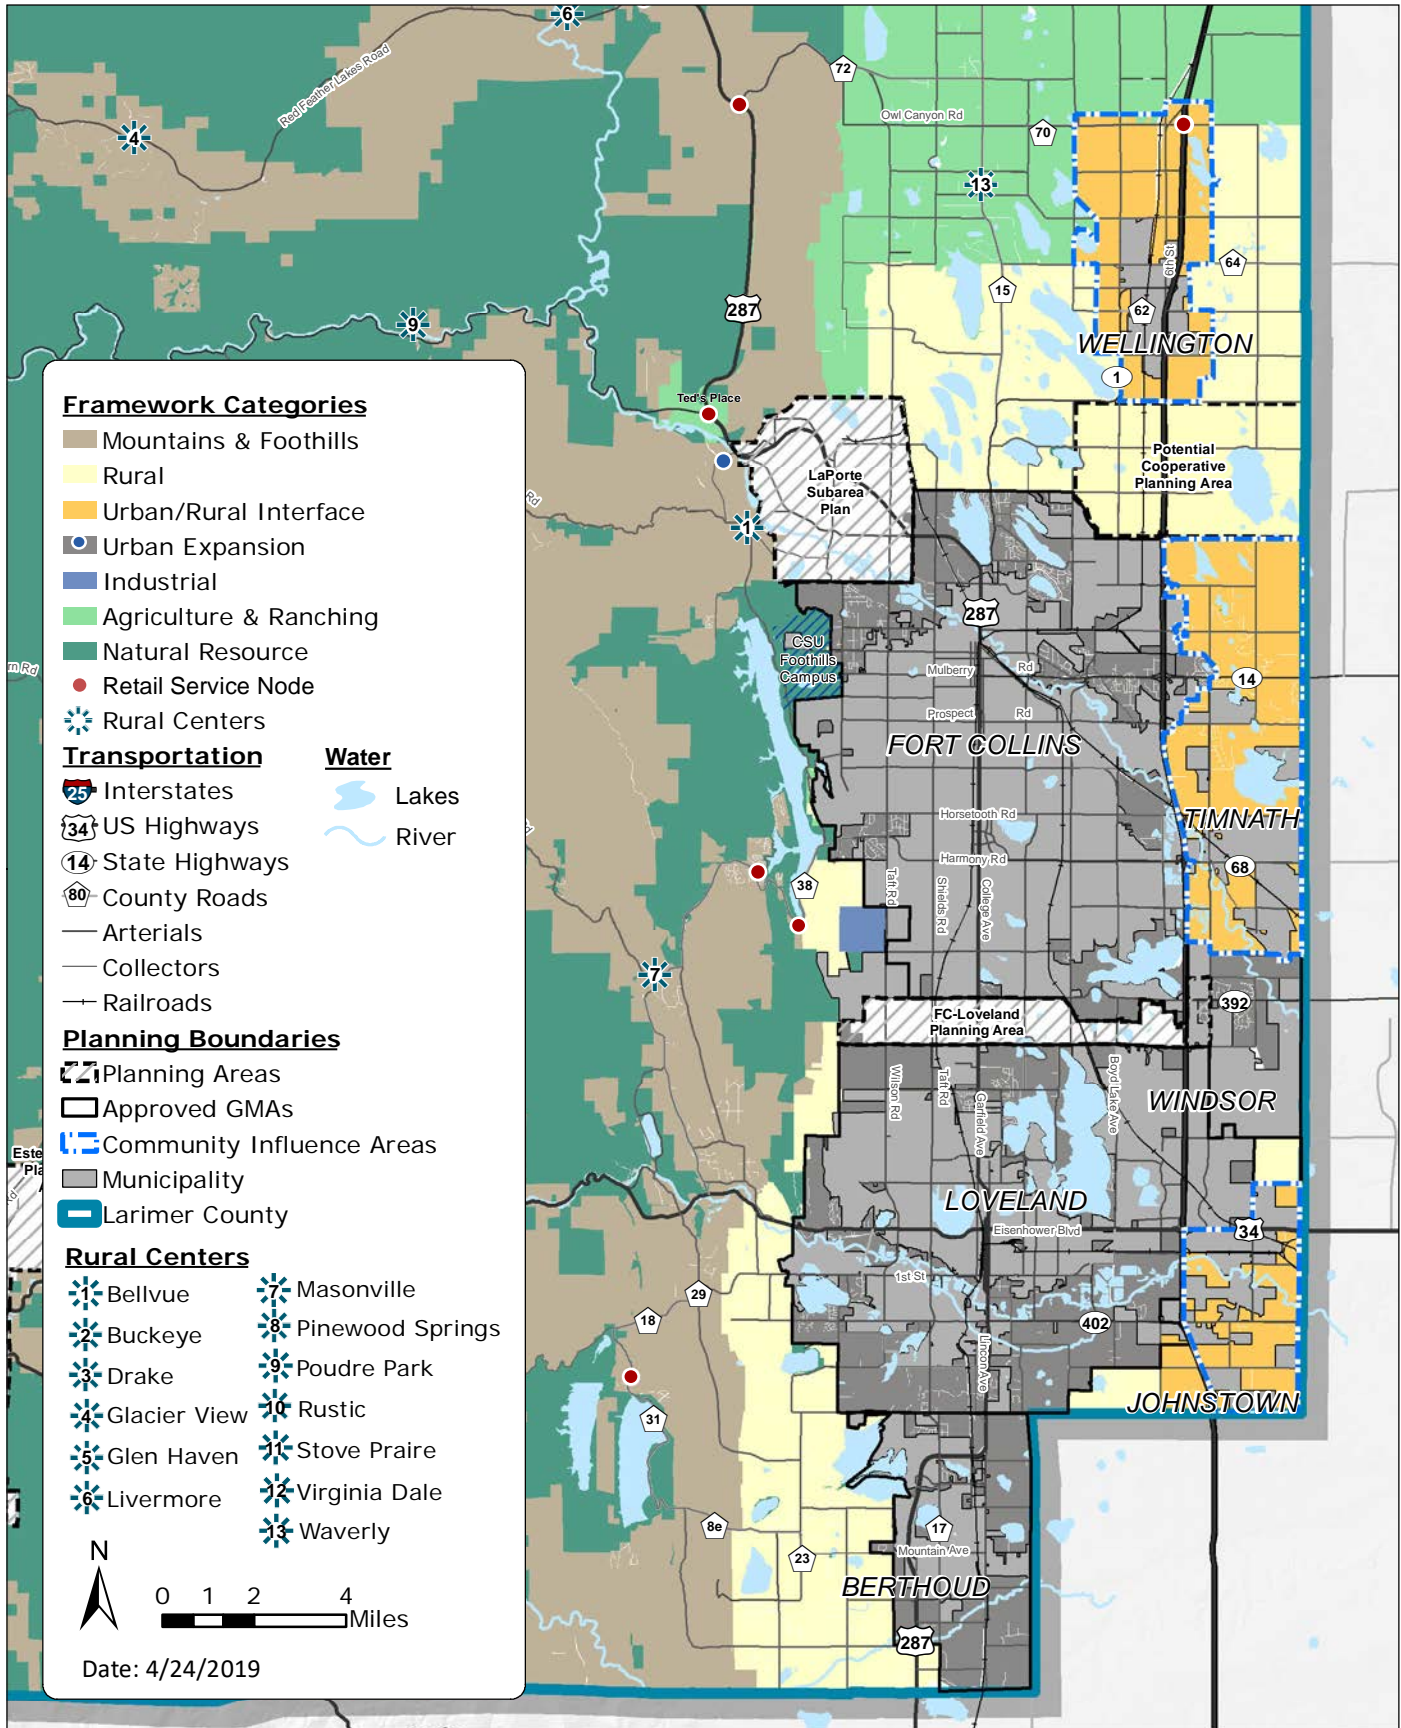 6
Red Feather Lakes Road
4
72
Owl Canyon Rd
70
13
287
9
15
6th St
64
62
WELLINGTON
1
Ted's Place
Potential
Cooperative
Planning Area
LaPorte
Subarea
Plan
Rd
1
287
CSU
Foothills
Campus
Mulberry Rd
14
Prospect Rd
FORT COLLINS
TIMNATH
Horsetooth Rd
Harmony Rd
68
38
Taft Rd
Shields Rd
College Ave
7
392
FC-Loveland
Planning Area
Wilson Rd
Taft Rd
Garfield Ave
Boyd Lake Ave
WINDSOR
LOVELAND
Eisenhower Blvd
34
1st St
29
18
402
Lincon Ave
31
JOHNSTOWN
8e
17
Mountain Ave
23
BERTHOUD
287
rn Rd
Este
Pla
Framework Categories
Mountains & Foothills
Rural
Urban/Rural Interface
Urban Expansion
Industrial
Agriculture & Ranching
Natural Resource
Retail Service Node
Rural Centers
Transportation
25 Interstates
34 US Highways
14 State Highways
80 County Roads
Arterials
Collectors
Railroads
Water
Lakes
River
Planning Boundaries
Planning Areas
Approved GMAs
Community Influence Areas
Municipality
Larimer County
Rural Centers
1 Bellvue
2 Buckeye
3 Drake
4 Glacier View
5 Glen Haven
6 Livermore
7 Masonville
8 Pinewood Springs
9 Poudre Park
10 Rustic
11 Stove Praire
12 Virginia Dale
13 Waverly
N
0 1 2 4
Miles
Date: 4/24/2019